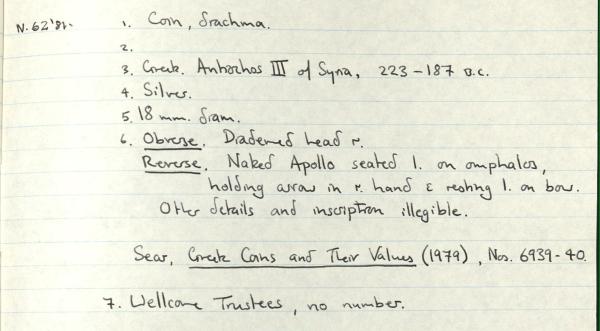 N.62'82.
1. Coin, drachma.
2.
3. Greek. Antiochos III of Syria, 223-187 B.C.
4. Silver.
5. 18 mm. diam.
6. Obverse. Diademed head r.
Reverse. Naked Apollo seated l. on omphalos,
holding arrow in r. hand & resting l. on bow.
Other details and inscription illegible.
Sear, Greek Coins and Their Values (1979), Nos. 6939-40.
7. Wellcome Trustees, no number.